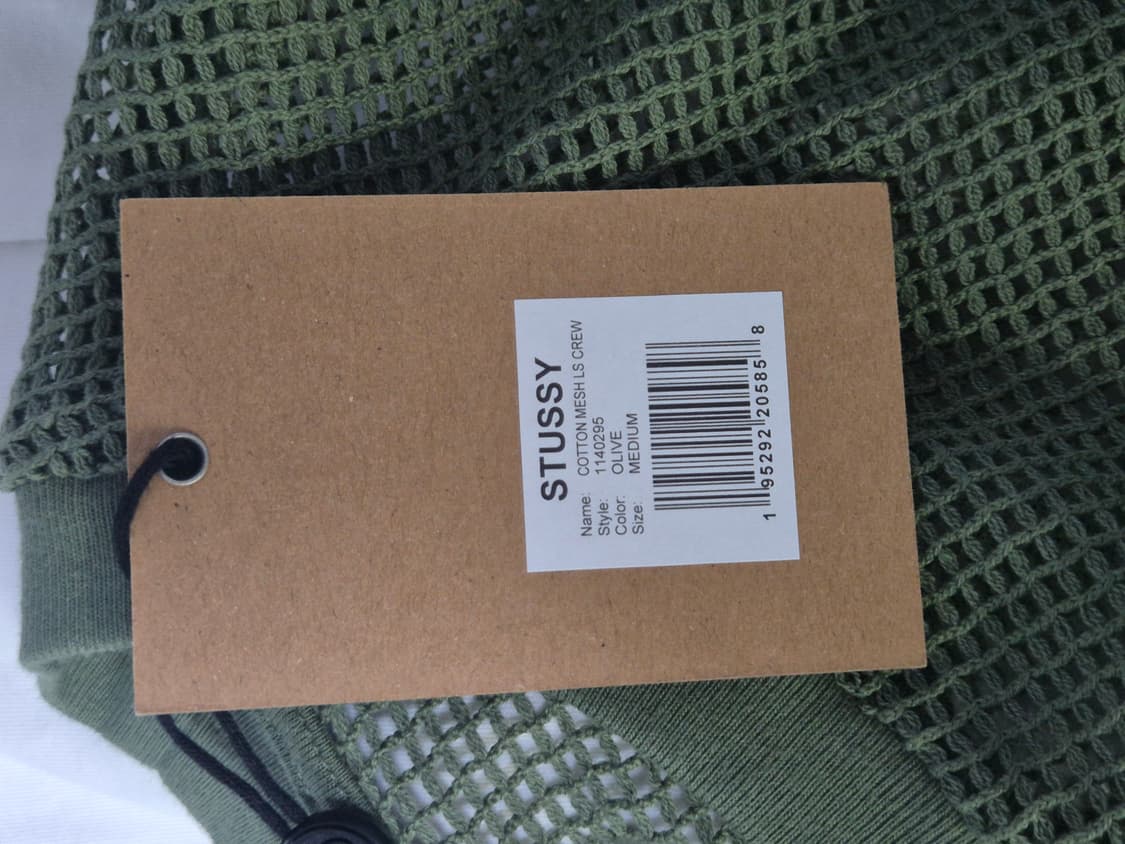 STUSSY
Name: COTTON MESH LS CREW
Style: 1140295
Color: OLIVE
Size: MEDIUM
1 95292 20585 8